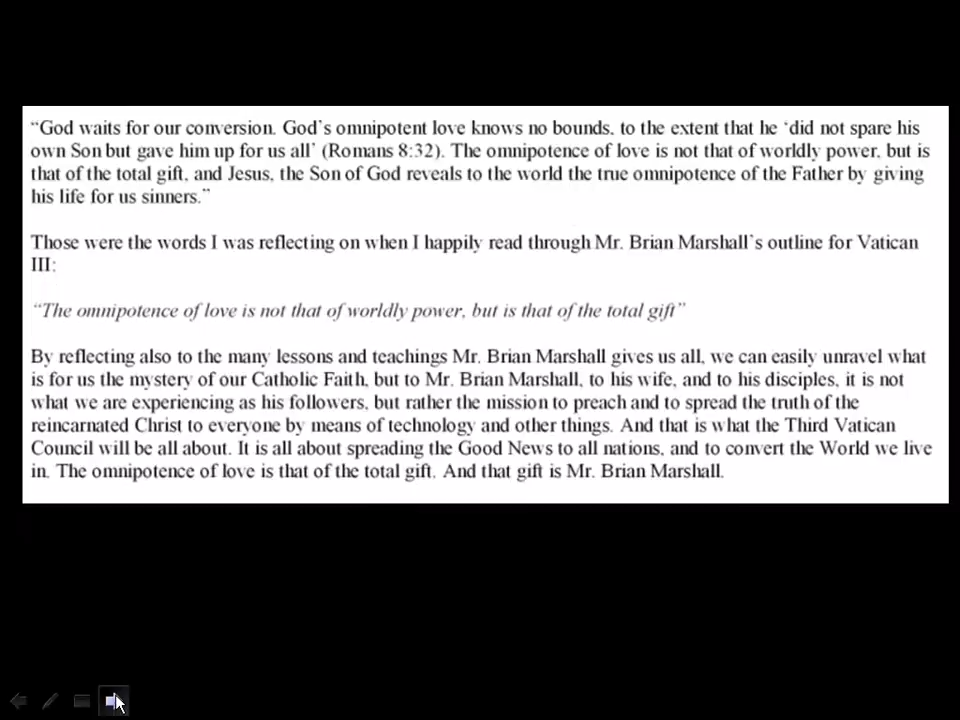 “God waits for our conversion. God’s omnipotent love knows no bounds, to the extent that he ‘did not spare his
own Son but gave him up for us all’ (Romans 8:32). The omnipotence of love is not that of worldly power, but is
that of the total gift, and Jesus, the Son of God reveals to the world the true omnipotence of the Father by giving
his life for us sinners.”
Those were the words I was reflecting on when I happily read through Mr. Brian Marshall’s outline for Vatican
III:
“The omnipotence of love is not that of worldly power, but is that of the total gift”
By reflecting also to the many lessons and teachings Mr. Brian Marshall gives us all, we can easily unravel what
is for us the mystery of our Catholic Faith, but to Mr. Brian Marshall, to his wife, and to his disciples, it is not
what we are experiencing as his followers, but rather the mission to preach and to spread the truth of the
reincarnated Christ to everyone by means of technology and other things. And that is what the Third Vatican
Council will be all about. It is all about spreading the Good News to all nations, and to convert the World we live
in. The omnipotence of love is that of the total gift. And that gift is Mr. Brian Marshall.